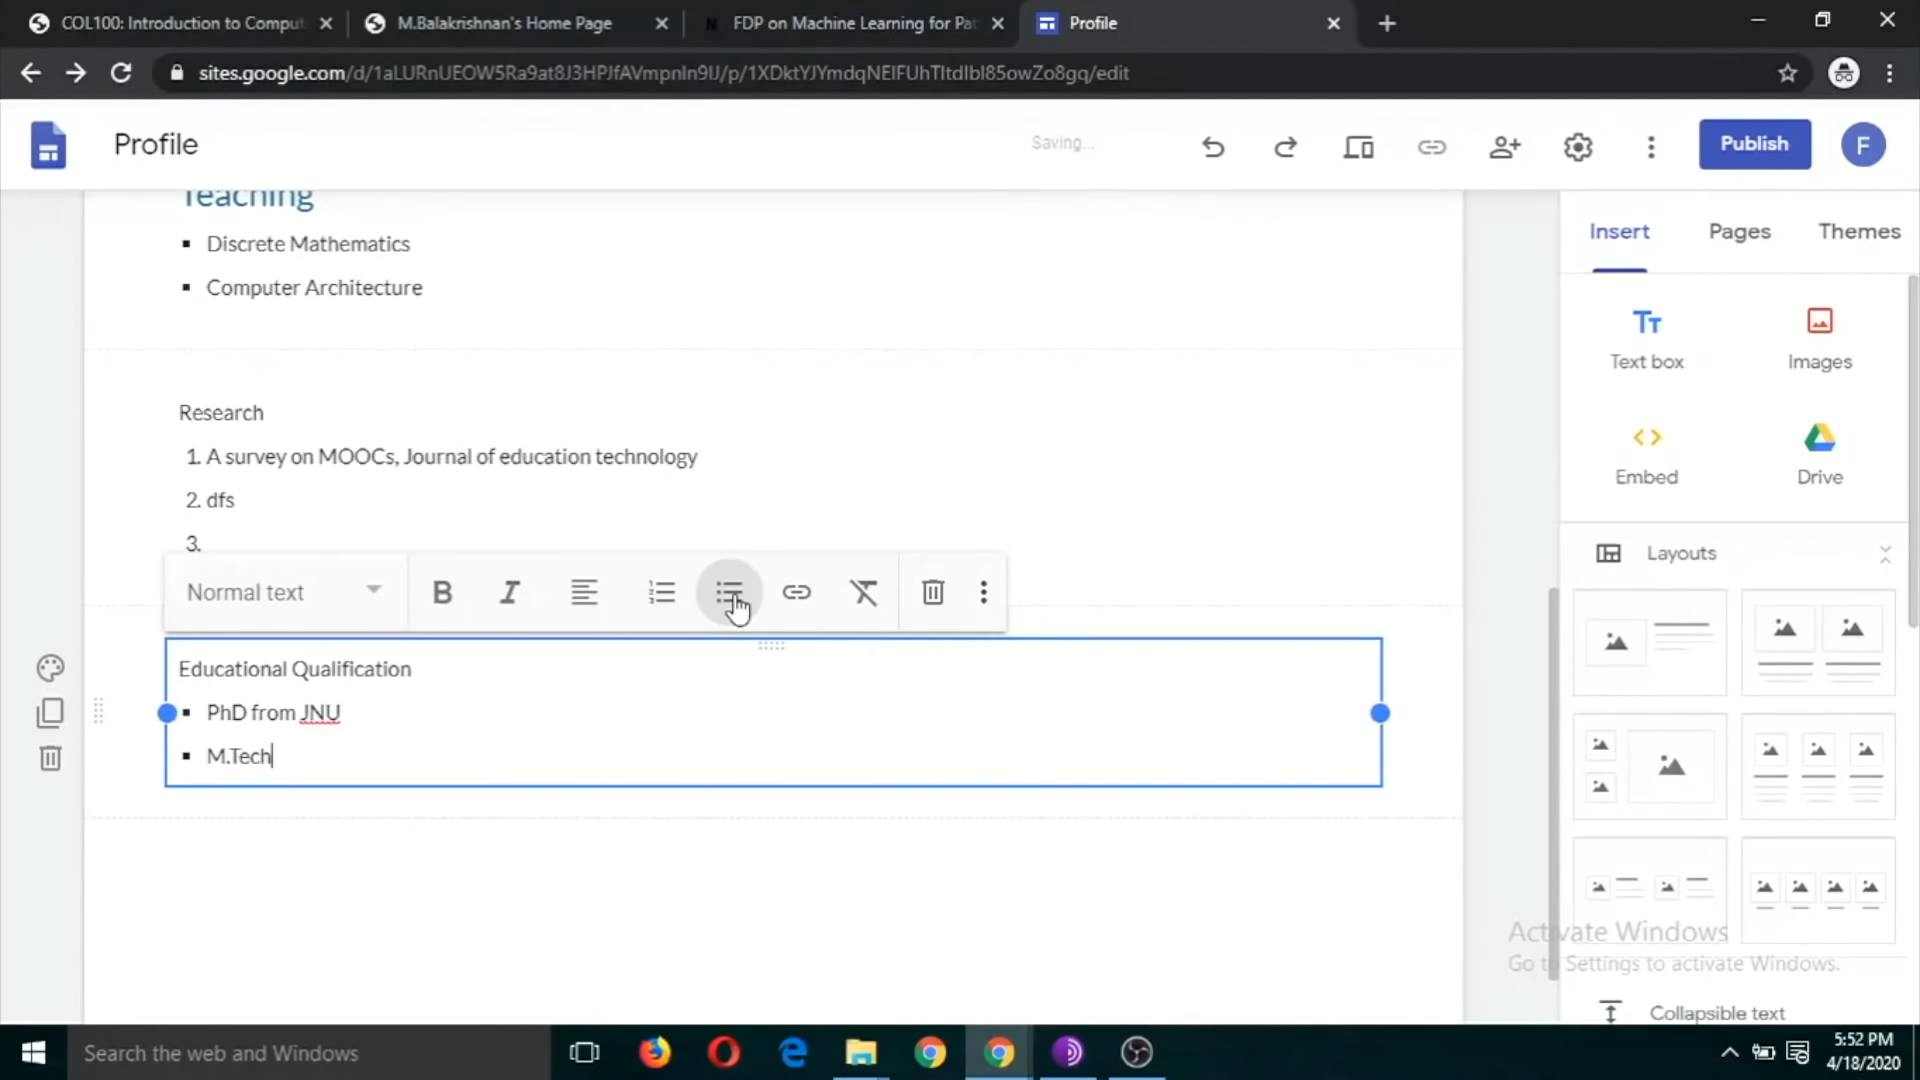 COL100: Introduction to Comput
M.Balakrishnan's Home Page
FDP on Machine Learning for Pat
Profile
sites.google.com/d/1aLURnUEOW5Ra9at8J3HPJfAVmpnIn9IJ/p/1XDktYJYmdqNElFUhTltdlbl85owZo8gq/edit
Profile
Saving...
Publish
F
Teaching
Discrete Mathematics
Computer Architecture
Research
1. A survey on MOOCs, Journal of education technology
2. dfs
3.
Normal text
B I
Educational Qualification
PhD from JNU
M.Tech
Insert Pages Themes
Tт
Text box Images
Embed Drive
Layouts
Activate Windows
Go to Settings to activate Windows.
Collapsible text
Search the web and Windows
5:52 PM
4/18/2020